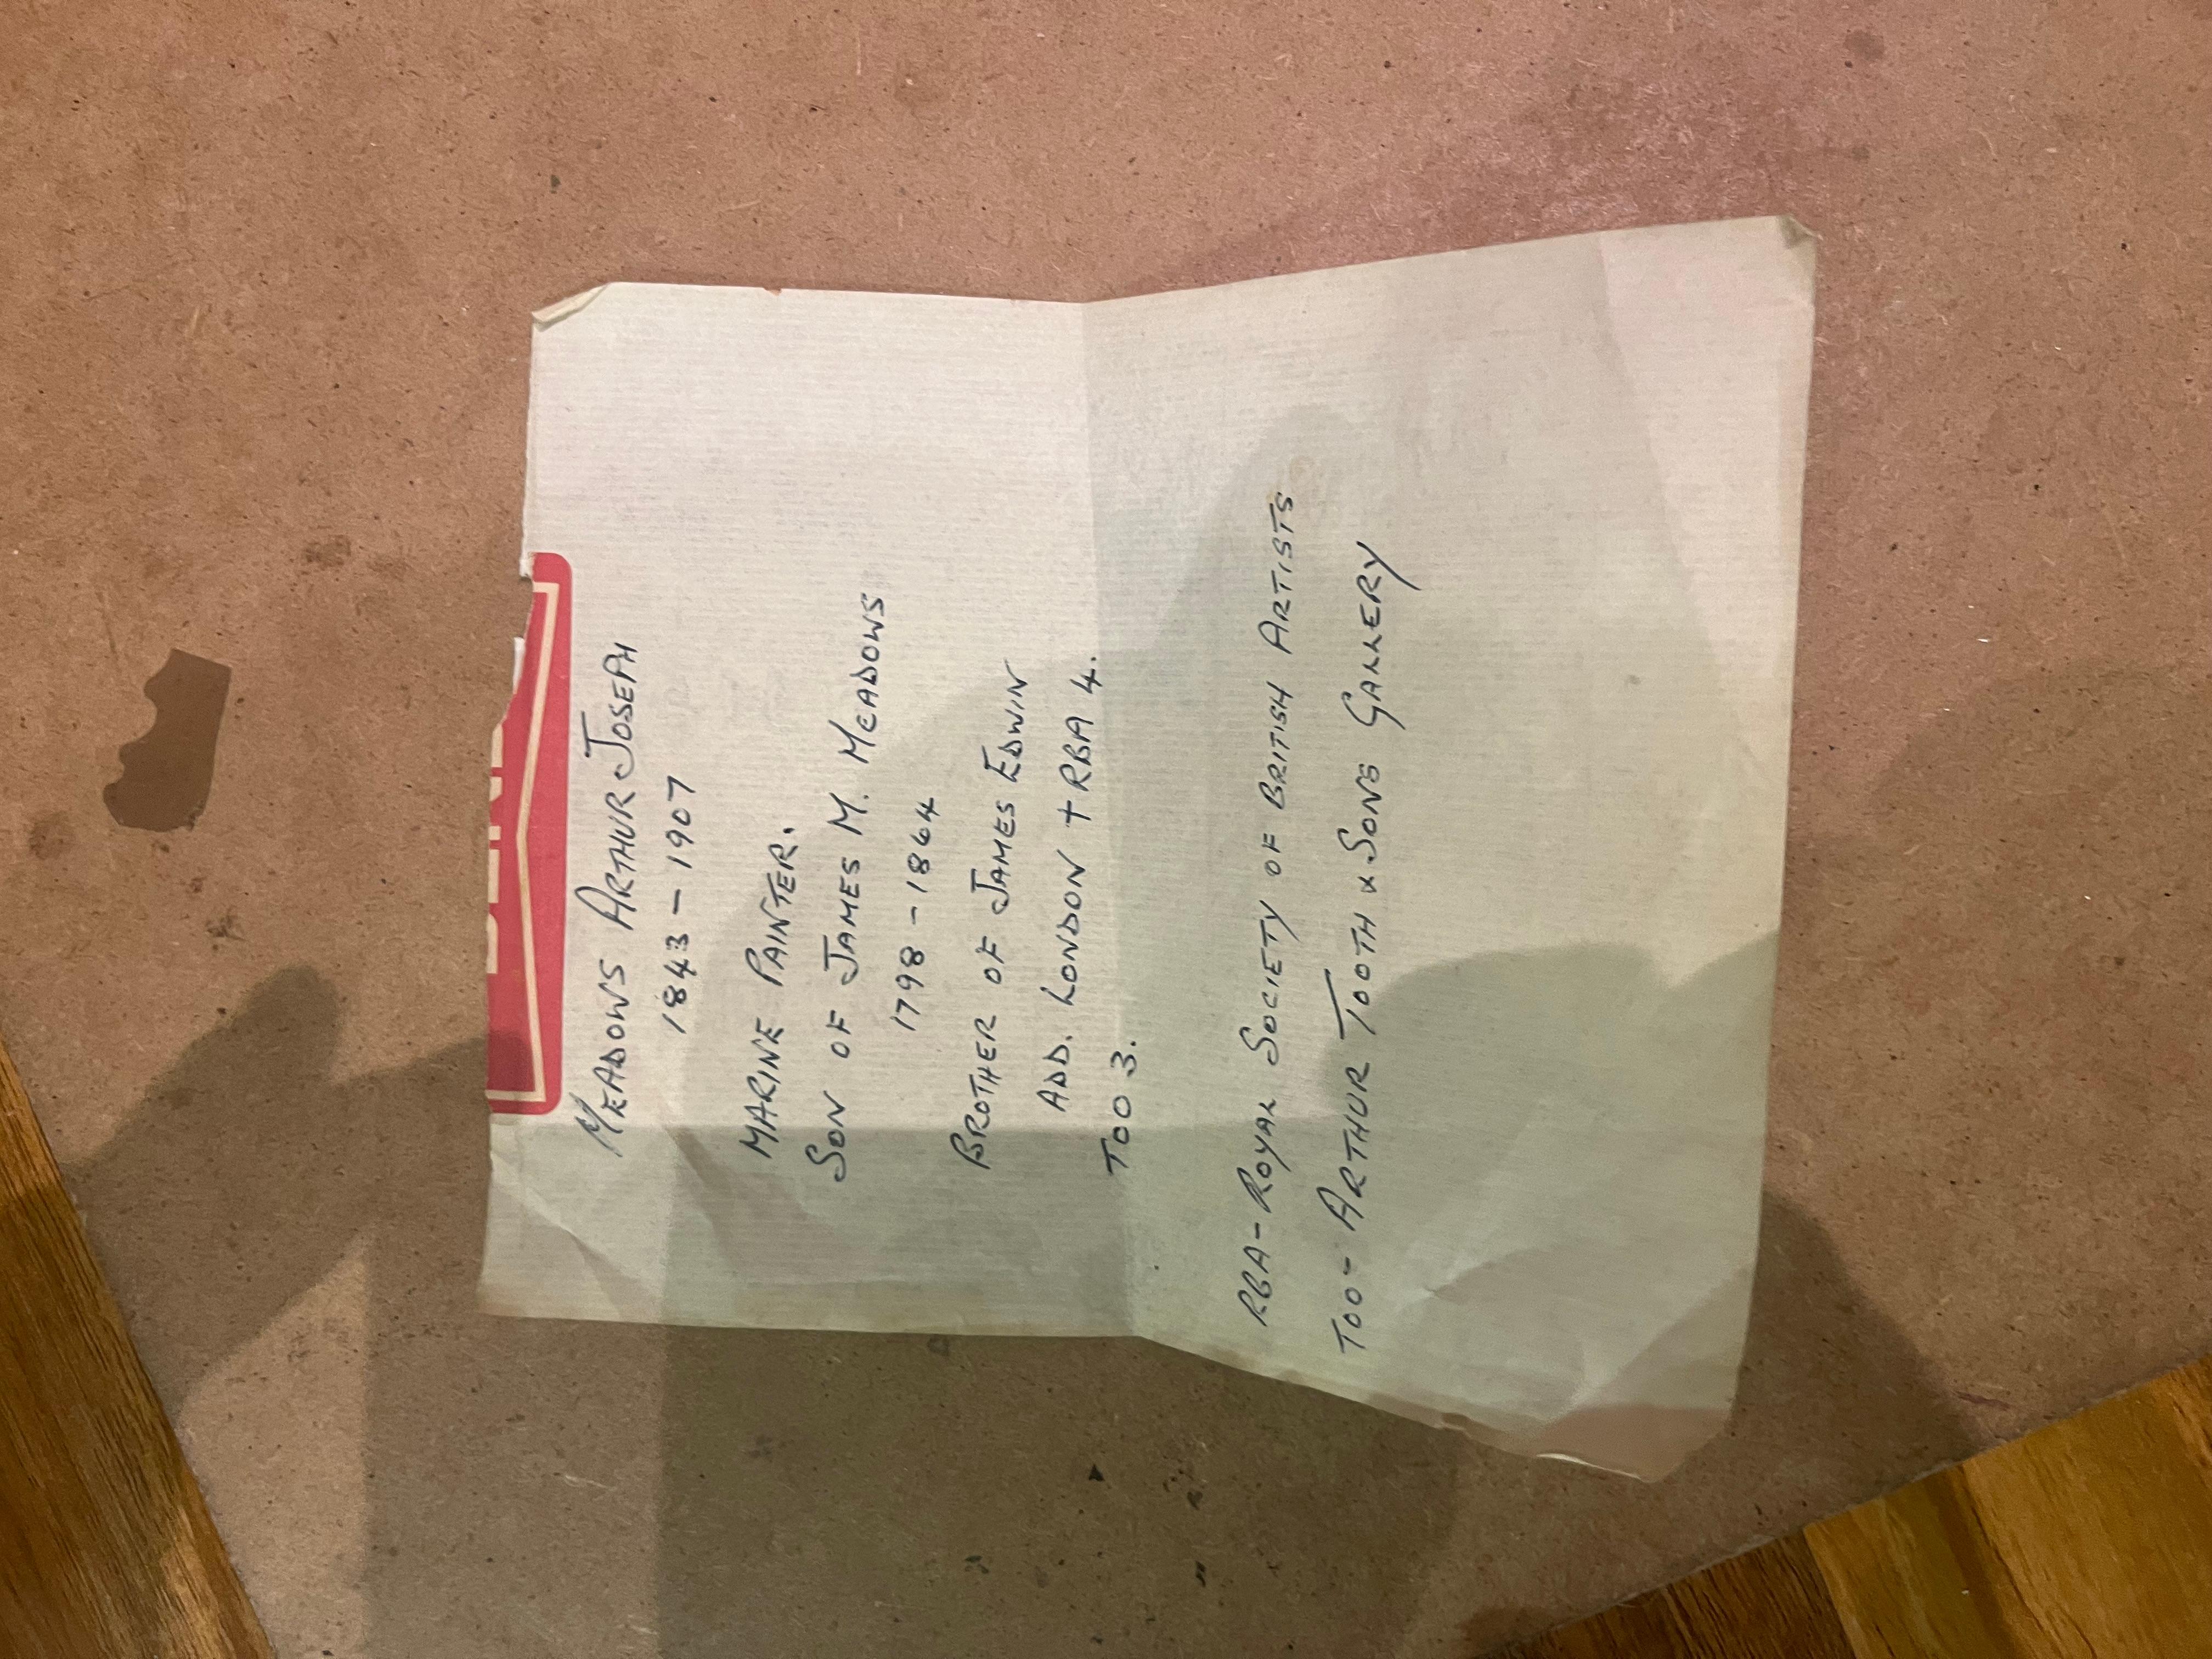 MEADOWS ARTHUR JOSEPH
1843 - 1907
MARINE PAINTER.
SON OF JAMES M. MEADOWS
1798 - 1864
BROTHER OF JAMES EDWIN
ADD. LONDON + RBA 4.
TOO 3.
RBA - ROYAL SOCIETY OF BRITISH ARTISTS
TOO - ARTHUR TOOTH & SONS GALLERY